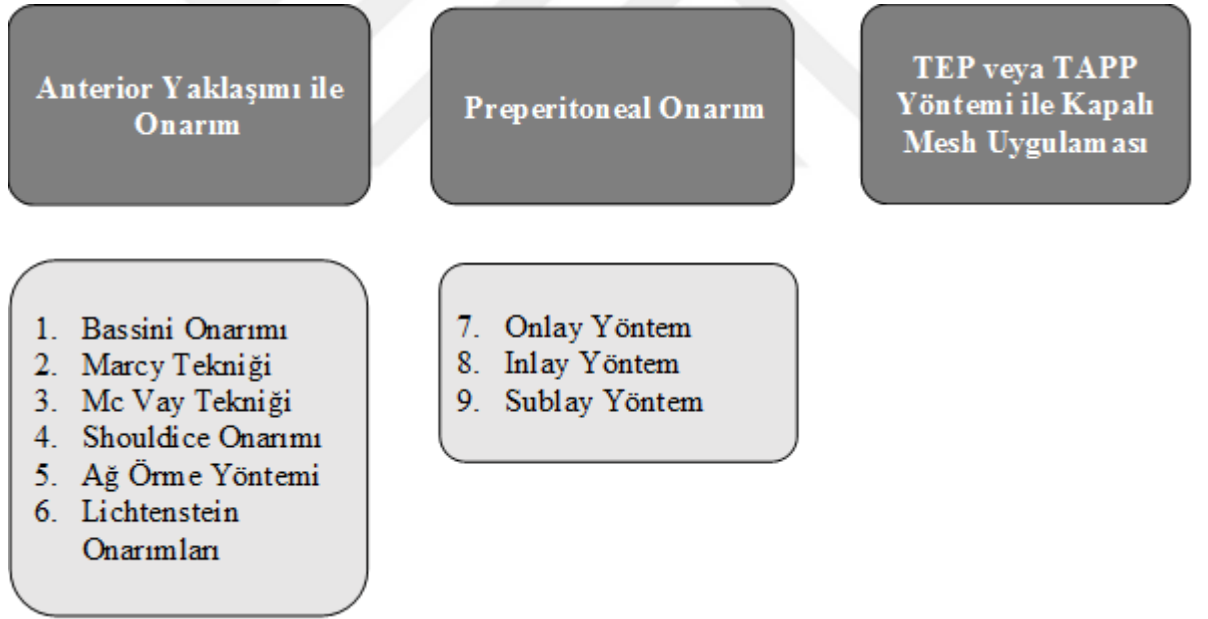 Anterior Yaklaşımı ile
Onarım
Preperitoneal Onarım
TEP veya TAPP
Yöntemi ile Kapalı
Mesh Uygulaması
1. Bassini Onarımı
2. Marcy Tekniği
3. Mc Vay Tekniği
4. Shouldice Onarımı
5. Ağ Örme Yöntemi
6. Lichtenstein
Onarımları
7. Onlay Yöntem
8. Inlay Yöntem
9. Sublay Yöntem